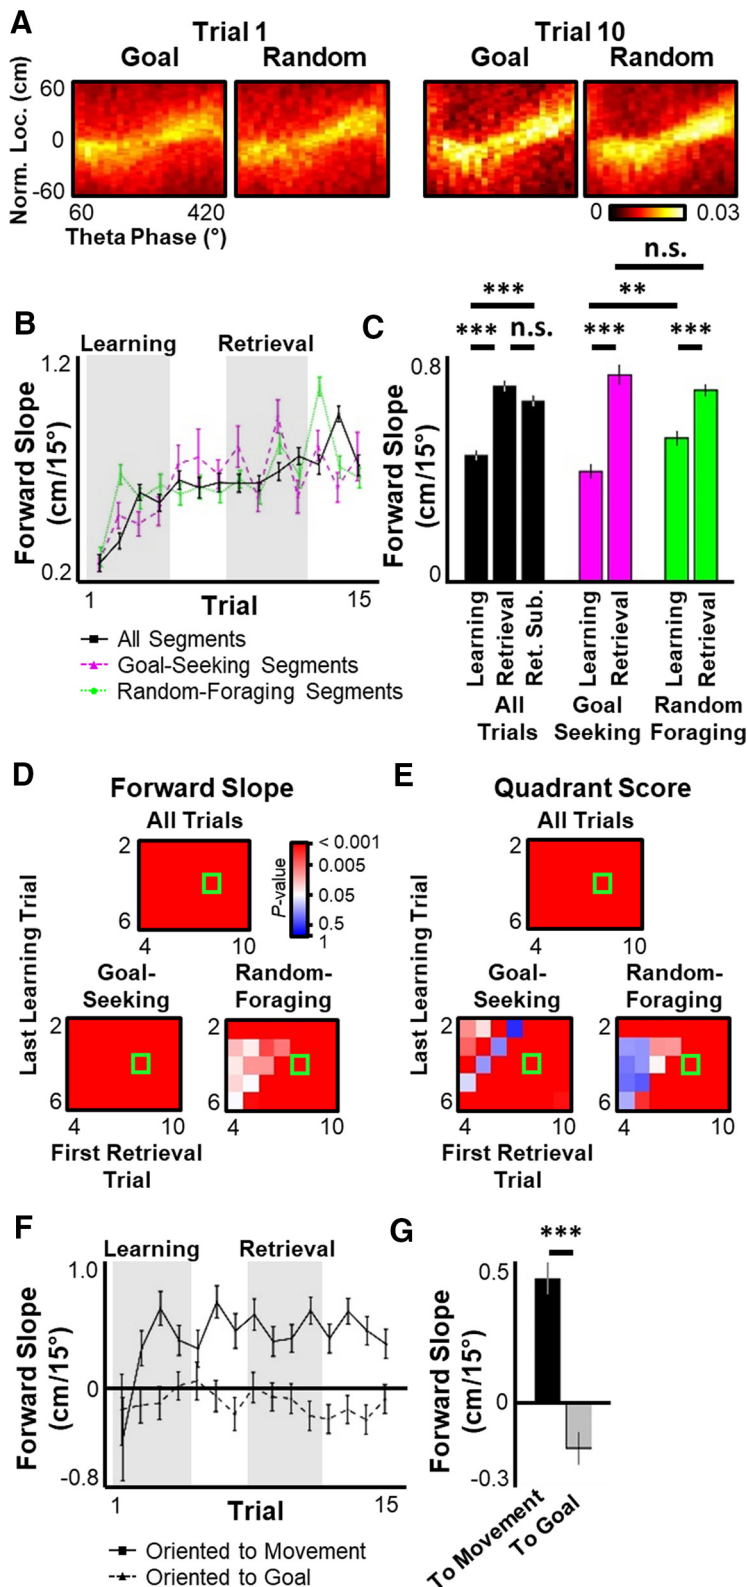 A
Trial 1
Trial 10
Goal
Random
Goal
Random
Norm. Loc. (cm)
60
0
-60
60
420
Theta Phase (°)
0
0.03
B
Learning
Retrieval
Forward Slope
(cm/15°)
1.2
0.2
1
Trial
15
All Segments
Goal-Seeking Segments
Random-Foraging Segments
C
n.s.
***
**
***
n.s.
***
***
Forward Slope
(cm/15°)
0.8
0
Learning
Retrieval
Ret. Sub.
Learning
Retrieval
Learning
Retrieval
All
Trials
Goal
Seeking
Random
Foraging
D
Forward Slope
All Trials
2
6
4
10
P-value
< 0.001
0.005
0.05
0.5
1
Last Learning Trial
Goal-
Seeking
Random-
Foraging
2
6
4
10
2
6
4
10
First Retrieval
Trial
E
Quadrant Score
All Trials
2
6
4
10
Last Learning Trial
Goal-
Seeking
Random-
Foraging
2
6
4
10
2
6
4
10
First Retrieval
Trial
F
Learning
Retrieval
Forward Slope
(cm/15°)
1.0
0
-0.8
1
Trial
15
Oriented to Movement
Oriented to Goal
G
***
Forward Slope
(cm/15°)
0.5
0
-0.3
To Movement
To Goal